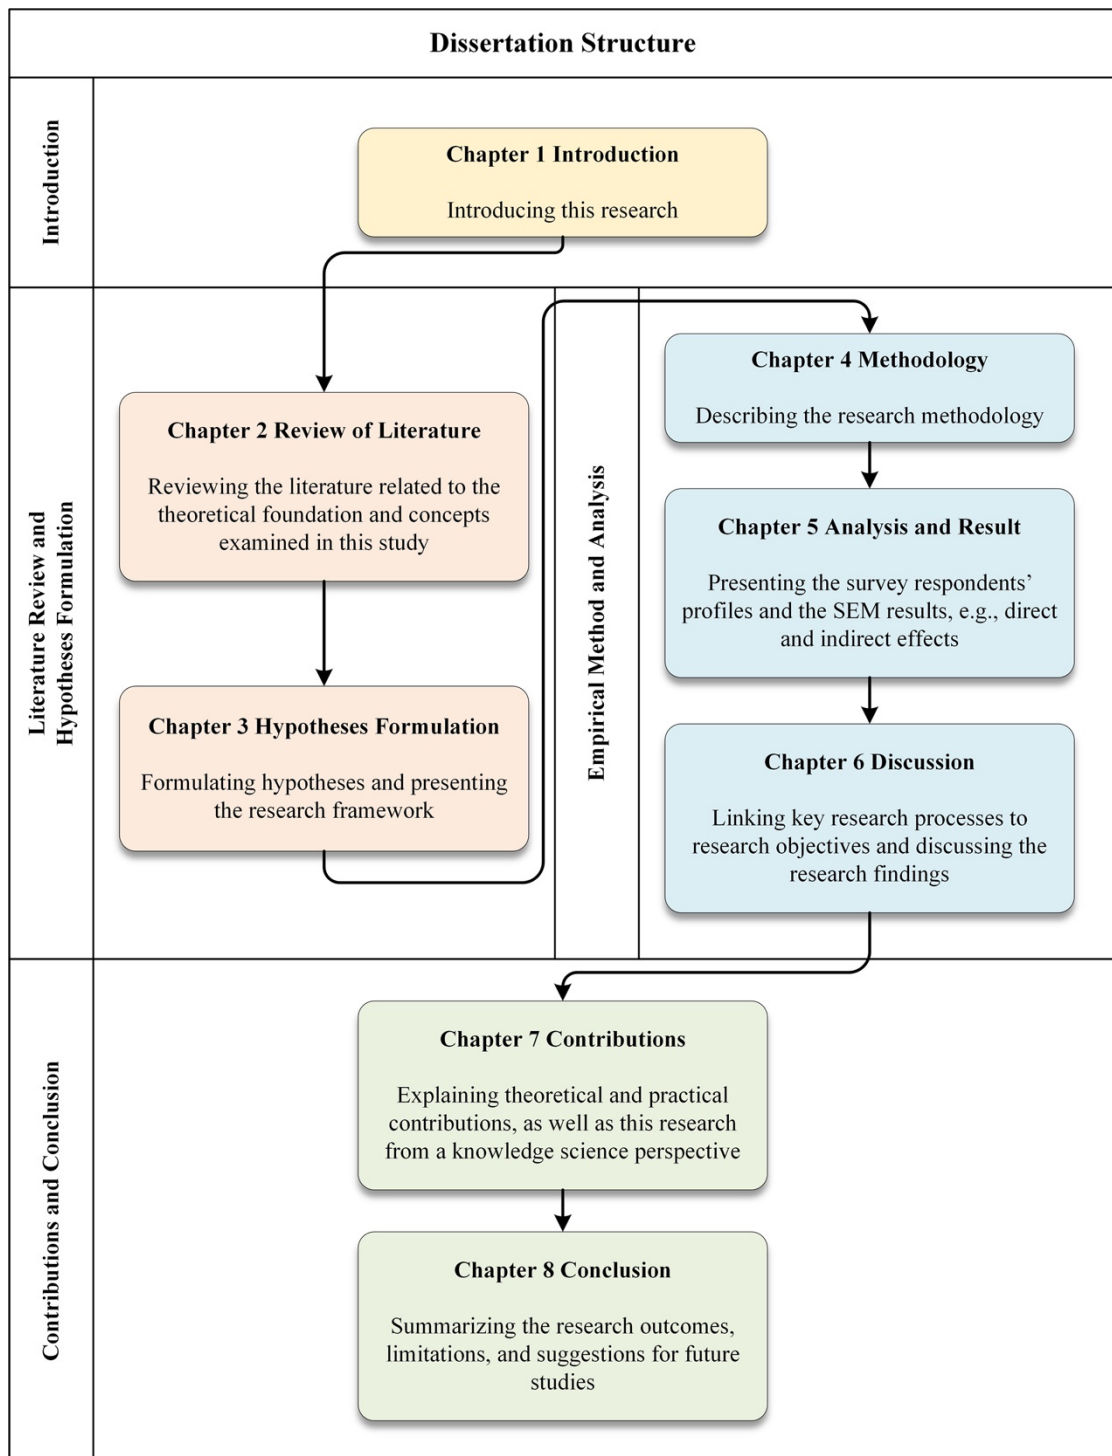 Dissertation Structure
Introduction
Chapter 1 Introduction
Introducing this research
Literature Review and
Hypotheses Formulation
Chapter 2 Review of Literature
Reviewing the literature related to the
theoretical foundation and concepts
examined in this study
Chapter 3 Hypotheses Formulation
Formulating hypotheses and presenting
the research framework
Empirical Method and Analysis
Chapter 4 Methodology
Describing the research methodology
Chapter 5 Analysis and Result
Presenting the survey respondents’
profiles and the SEM results, e.g., direct
and indirect effects
Chapter 6 Discussion
Linking key research processes to
research objectives and discussing the
research findings
Contributions and Conclusion
Chapter 7 Contributions
Explaining theoretical and practical
contributions, as well as this research
from a knowledge science perspective
Chapter 8 Conclusion
Summarizing the research outcomes,
limitations, and suggestions for future
studies